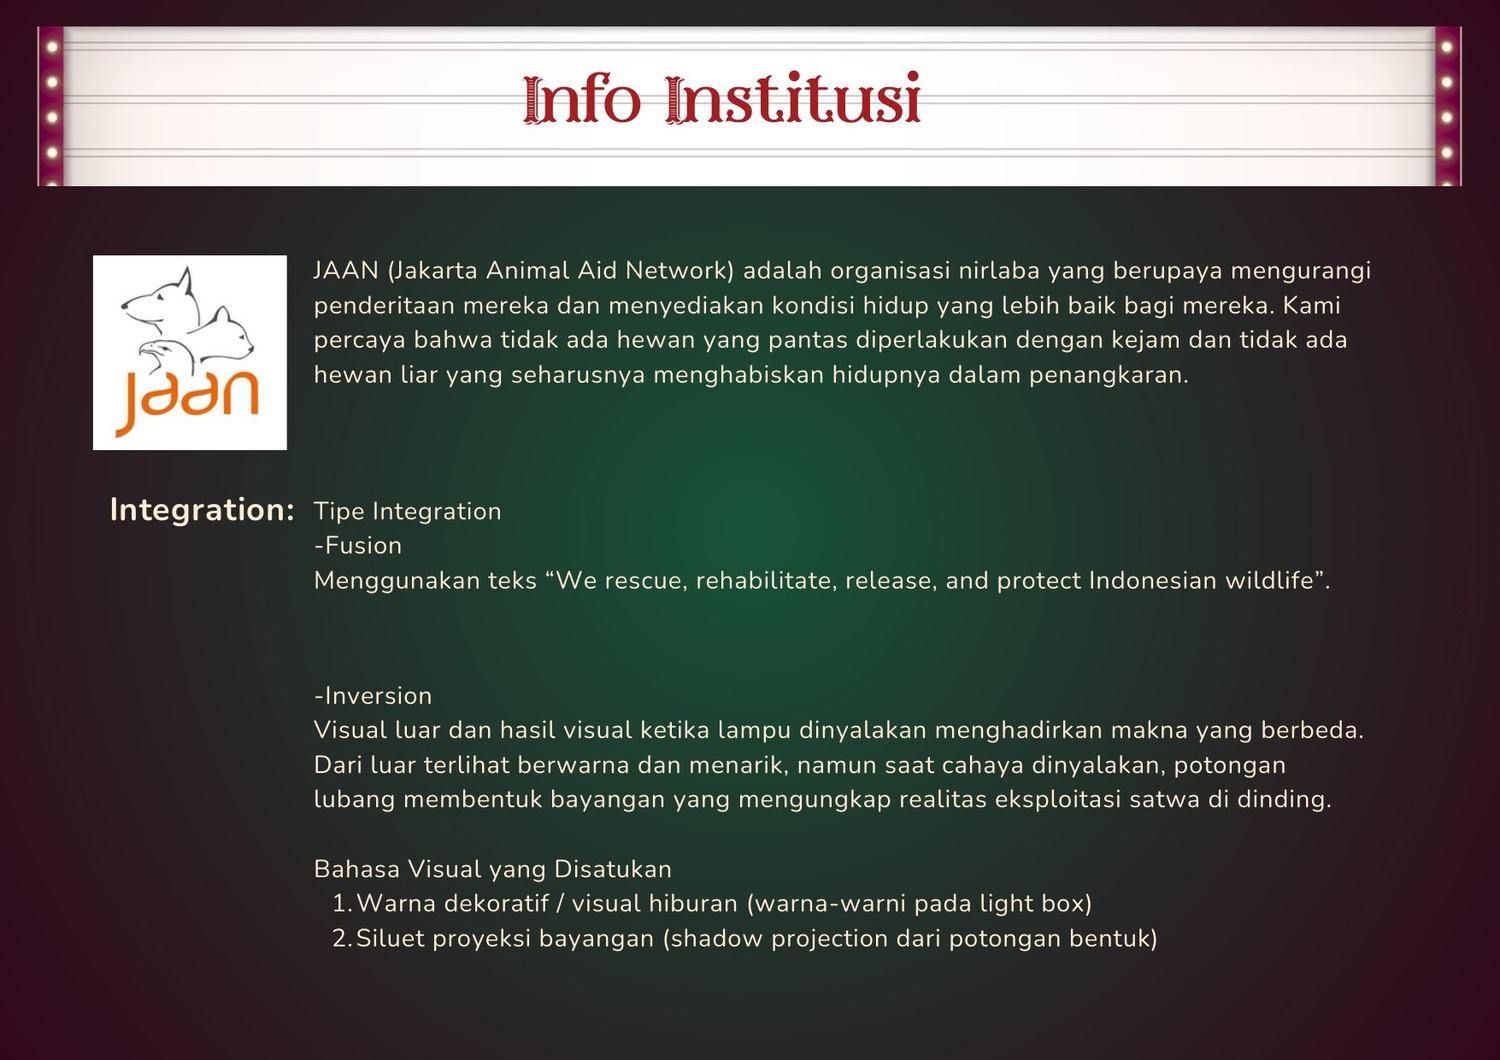 Info Institusi
jaan
JAAN (Jakarta Animal Aid Network) adalah organisasi nirlaba yang berupaya mengurangi
penderitaan mereka dan menyediakan kondisi hidup yang lebih baik bagi mereka. Kami
percaya bahwa tidak ada hewan yang pantas diperlakukan dengan kejam dan tidak ada
hewan liar yang seharusnya menghabiskan hidupnya dalam penangkaran.
Integration:
Tipe Integration
-Fusion
Menggunakan teks “We rescue, rehabilitate, release, and protect Indonesian wildlife”.
-Inversion
Visual luar dan hasil visual ketika lampu dinyalakan menghadirkan makna yang berbeda.
Dari luar terlihat berwarna dan menarik, namun saat cahaya dinyalakan, potongan
lubang membentuk bayangan yang mengungkap realitas eksploitasi satwa di dinding.
Bahasa Visual yang Disatukan
1. Warna dekoratif / visual hiburan (warna-warni pada light box)
2. Siluet proyeksi bayangan (shadow projection dari potongan bentuk)